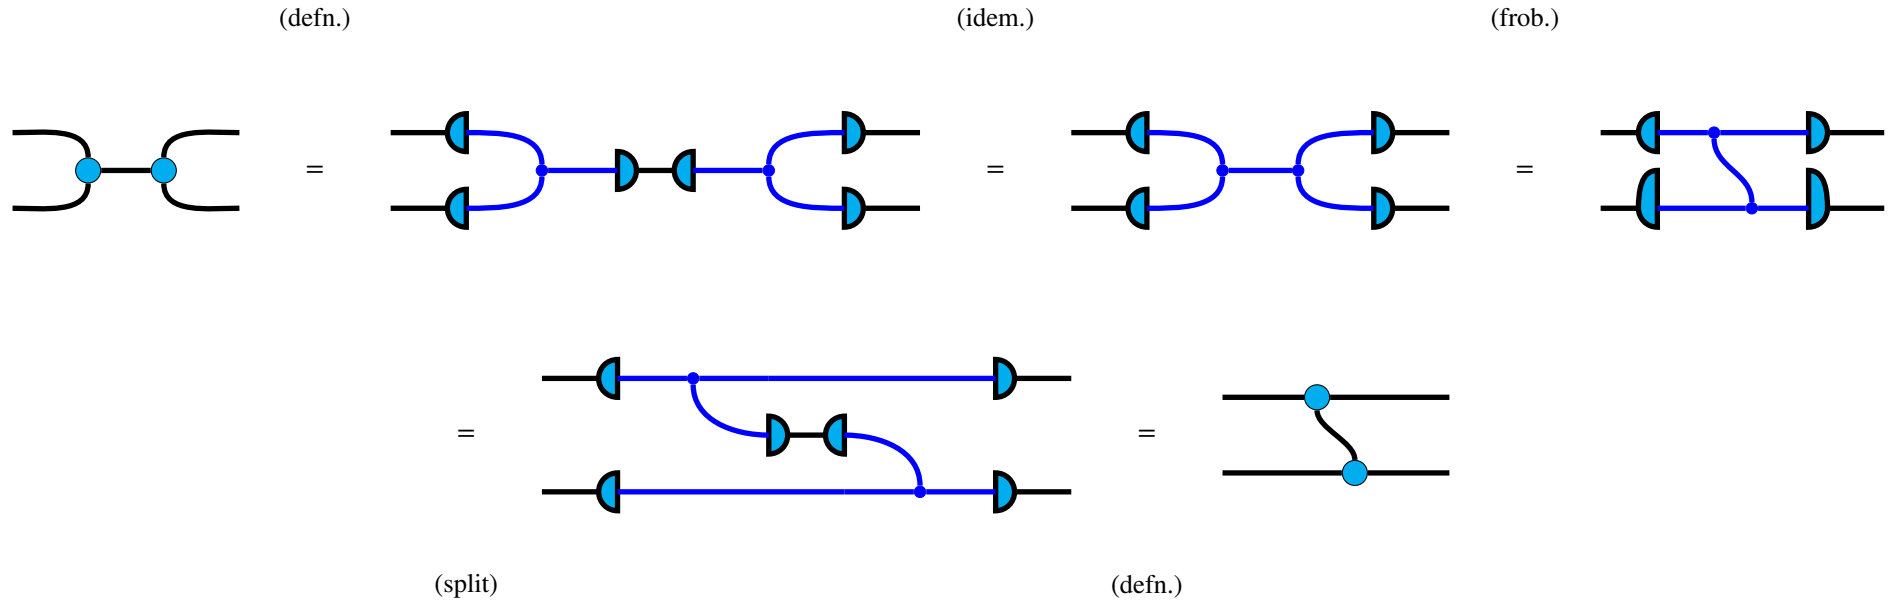 (defn.) (idem.) (frob.)
= = =
= =
(split) (defn.)